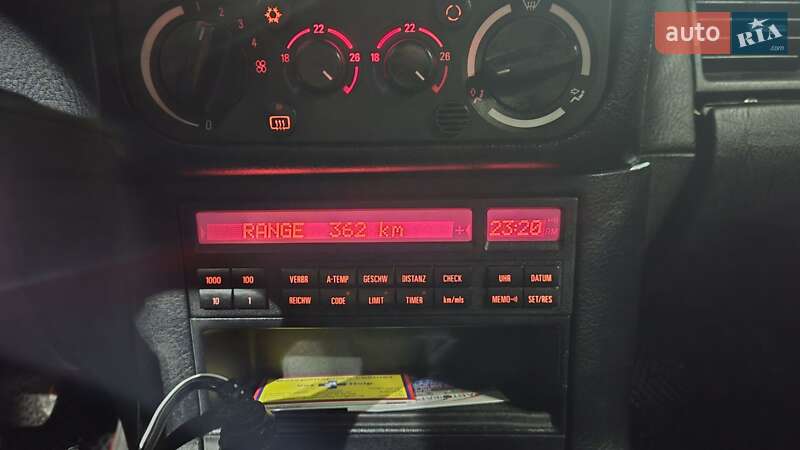 auto RIA .com
1 2 3 4 0
22
18 26
22
18 26
RANGE 362 km
23:20
1000 100
10 1
VERBR A-TEMP GESCHW DISTANZ CHECK
REICHW CODE LIMIT TIMER km/mls
UHR DATUM
MEMO SET/RES